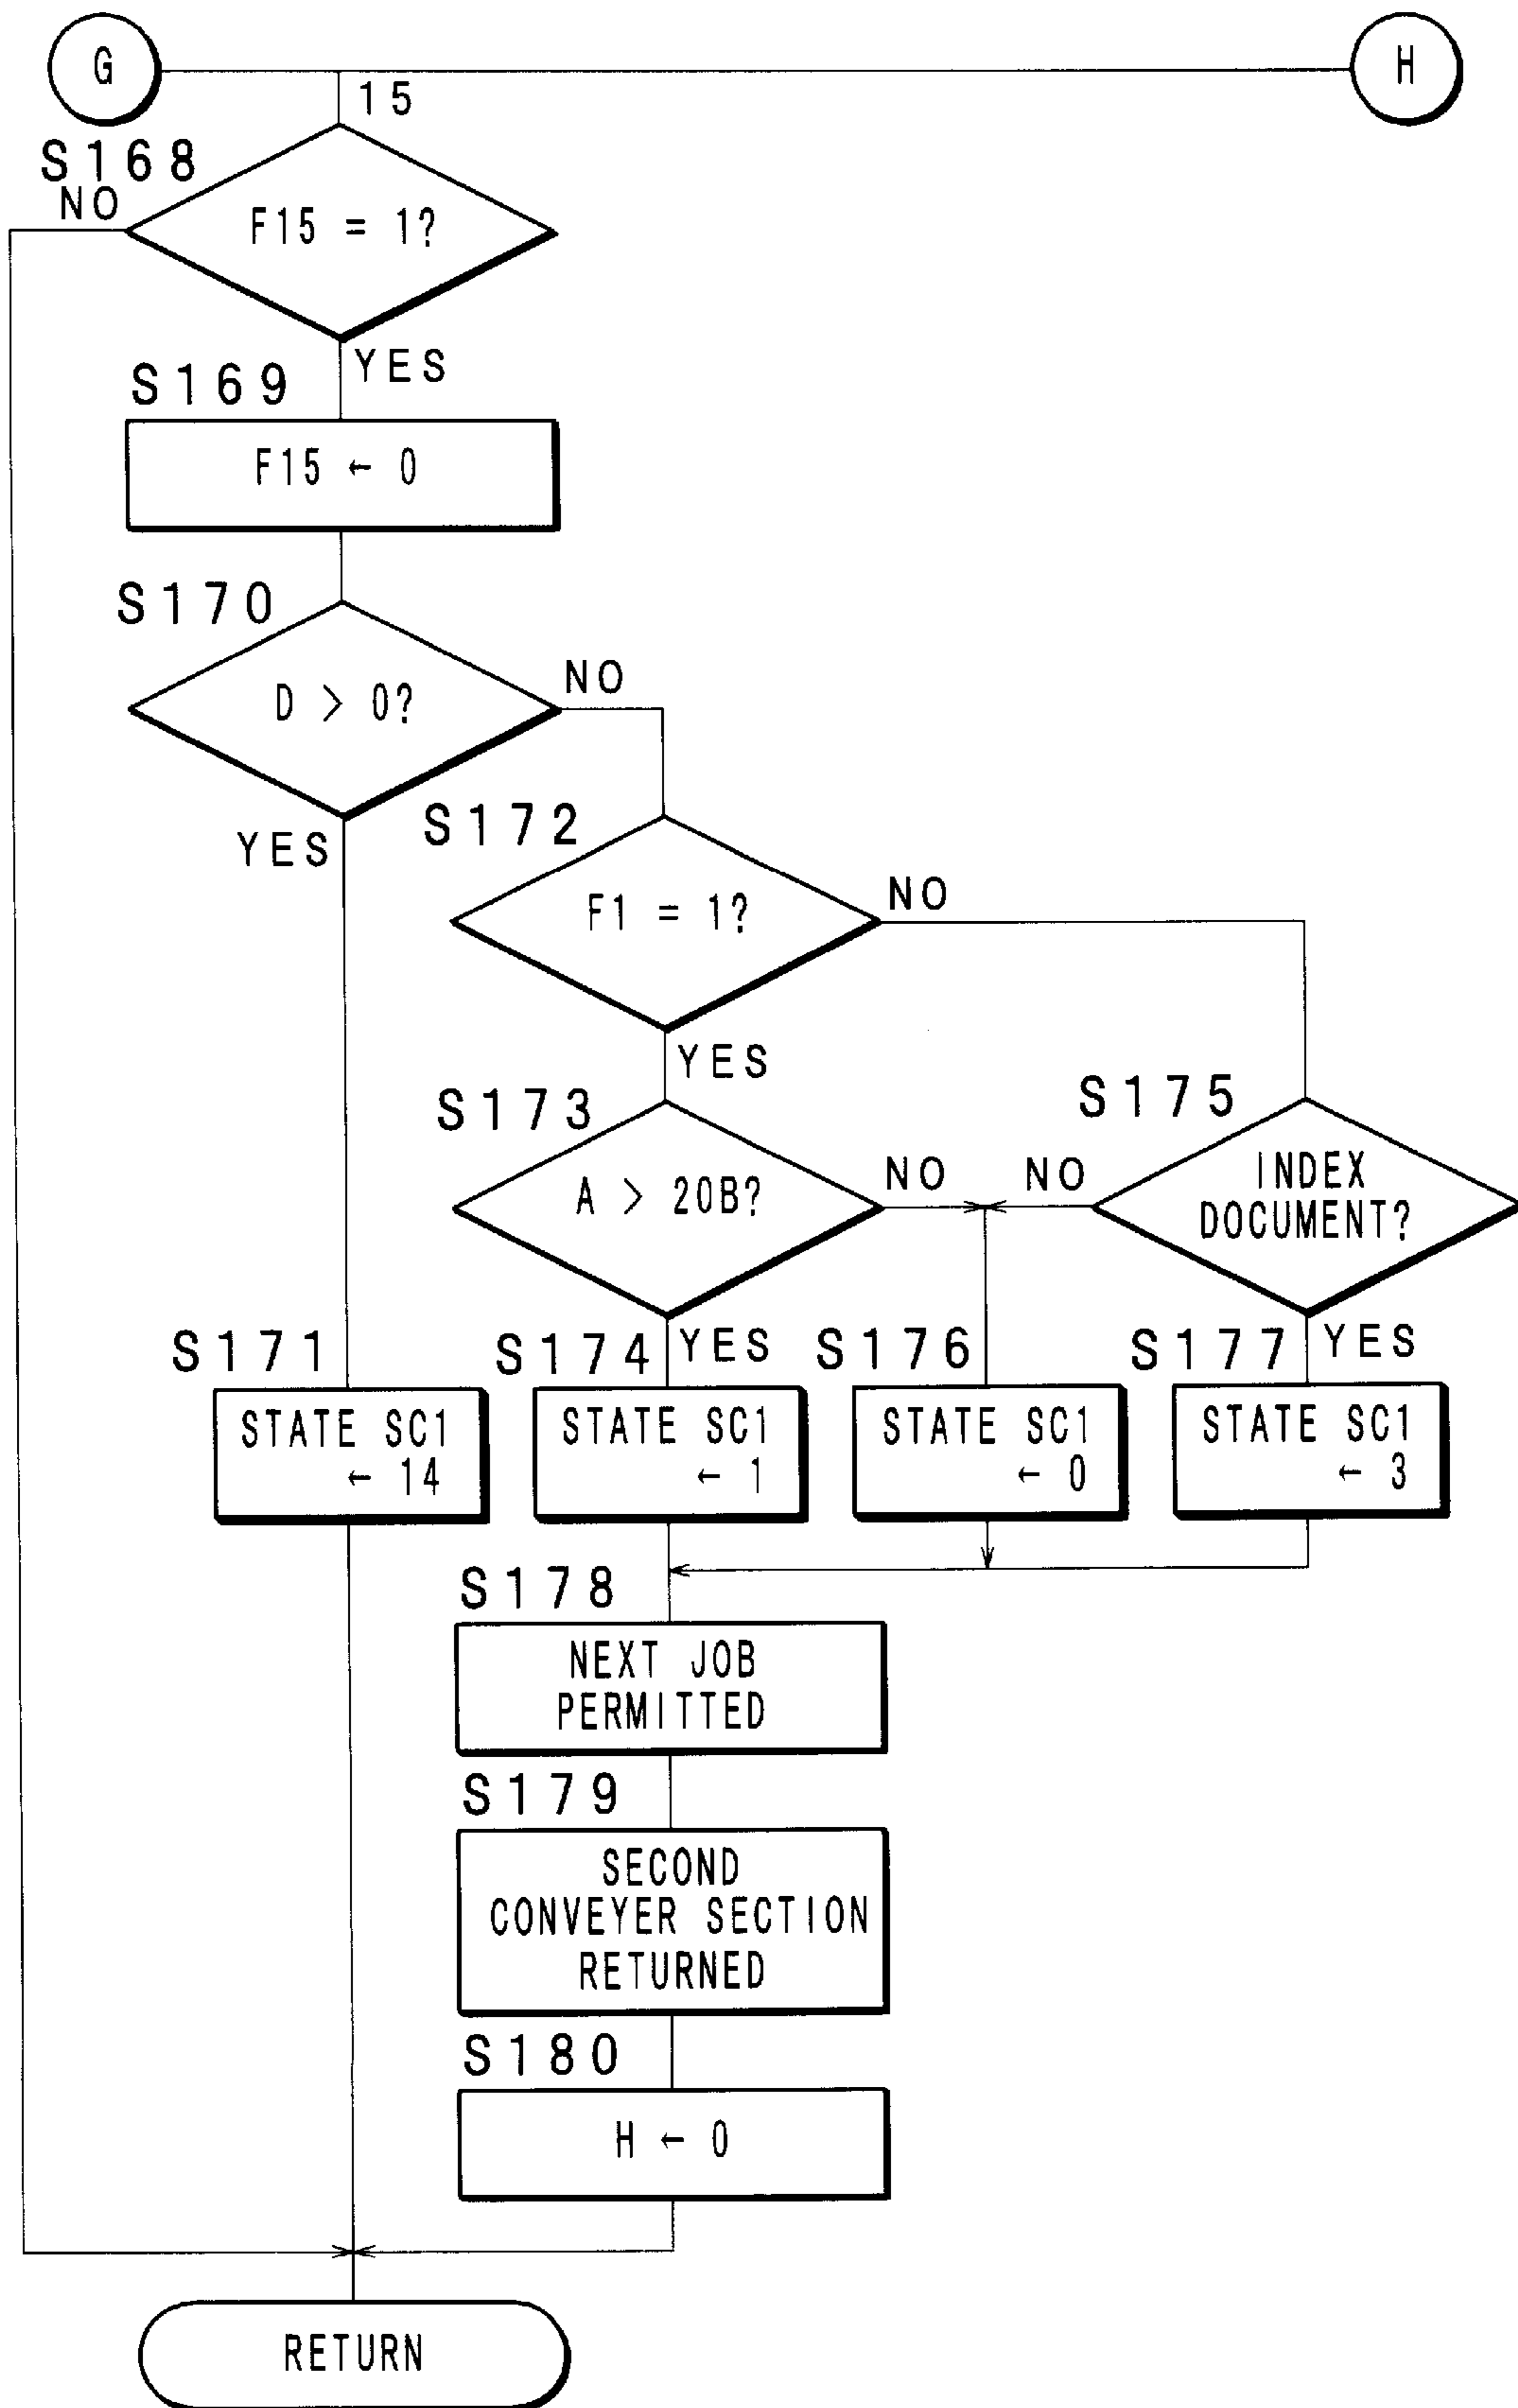 G
H
15
S168
NO
F15 = 1?
YES
S169
F15 ← 0
S170
D > 0?
NO
YES
S172
F1 = 1?
NO
YES
S173
A > 20B?
NO
S175
NO
INDEX
DOCUMENT?
S171
STATE SC1
← 14
S174
YES
STATE SC1
← 1
S176
STATE SC1
← 0
S177
YES
STATE SC1
← 3
S178
NEXT JOB
PERMITTED
S179
SECOND
CONVEYER SECTION
RETURNED
S180
H ← 0
RETURN